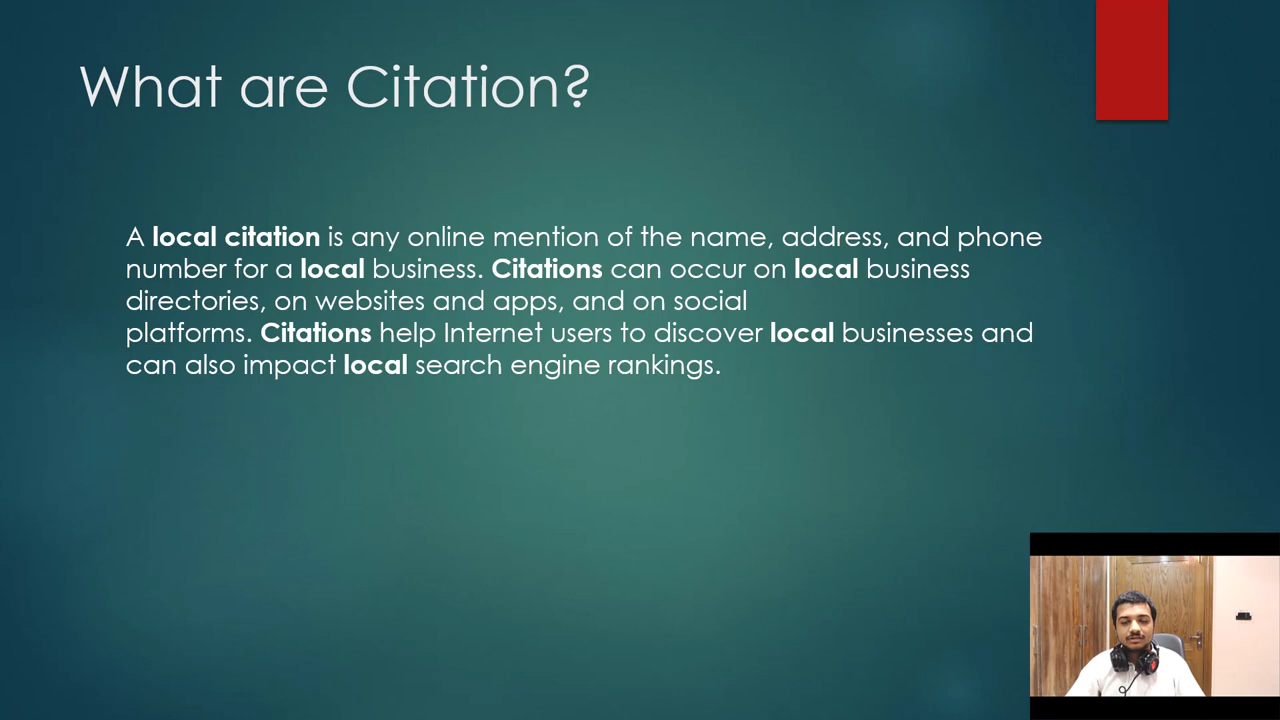 What are Citation?
A local citation is any online mention of the name, address, and phone
number for a local business. Citations can occur on local business
directories, on websites and apps, and on social
platforms. Citations help Internet users to discover local businesses and
can also impact local search engine rankings.